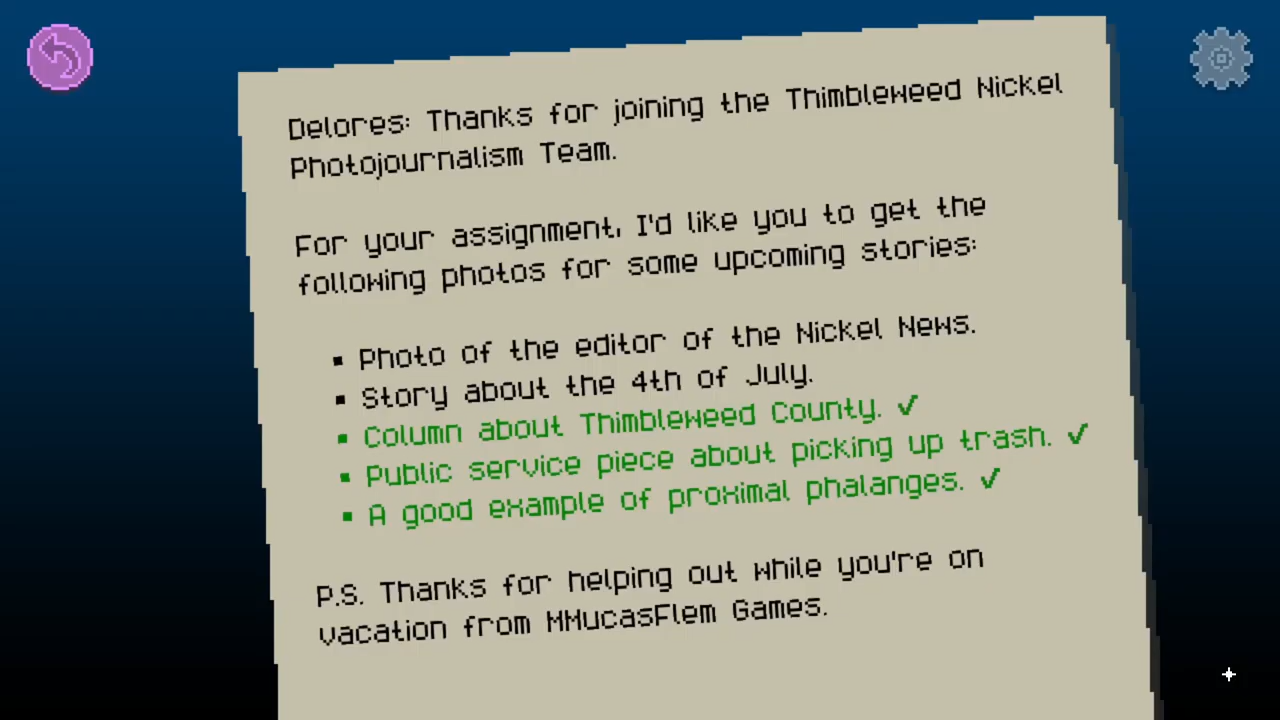 Delores: Thanks for joining the Thimbleweed Nickel
Photojournalism Team.
For your assignment, I'd like you to get the
following photos for some upcoming stories:
▪ Photo of the editor of the Nickel News.
▪ Story about the 4th of July.
▪ Column about Thimbleweed County. ✓
▪ Public service piece about picking up trash. ✓
▪ A good example of proximal phalanges. ✓
P.S. Thanks for helping out while you're on
vacation from MMucasFlem Games.